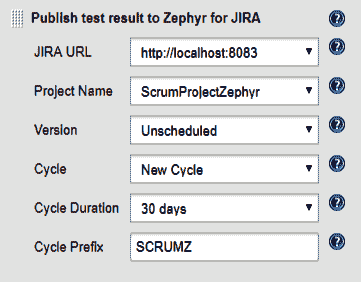 Publish test result to Zephyr for JIRA
JIRA URL http://localhost:8083
Project Name ScrumProjectZephyr
Version Unscheduled
Cycle New Cycle
Cycle Duration 30 days
Cycle Prefix SCRUMZ